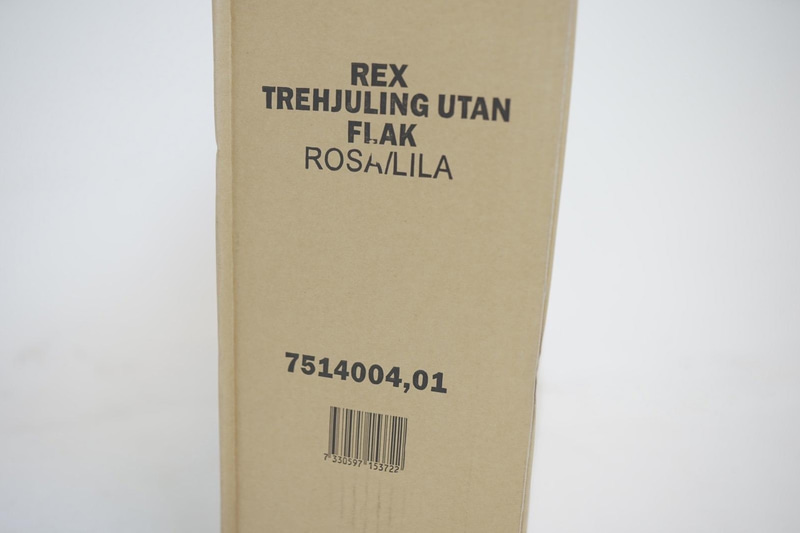 REX
TREHJULING UTAN
FLAK
ROSA/LILA
7514004,01
7 330597 153722